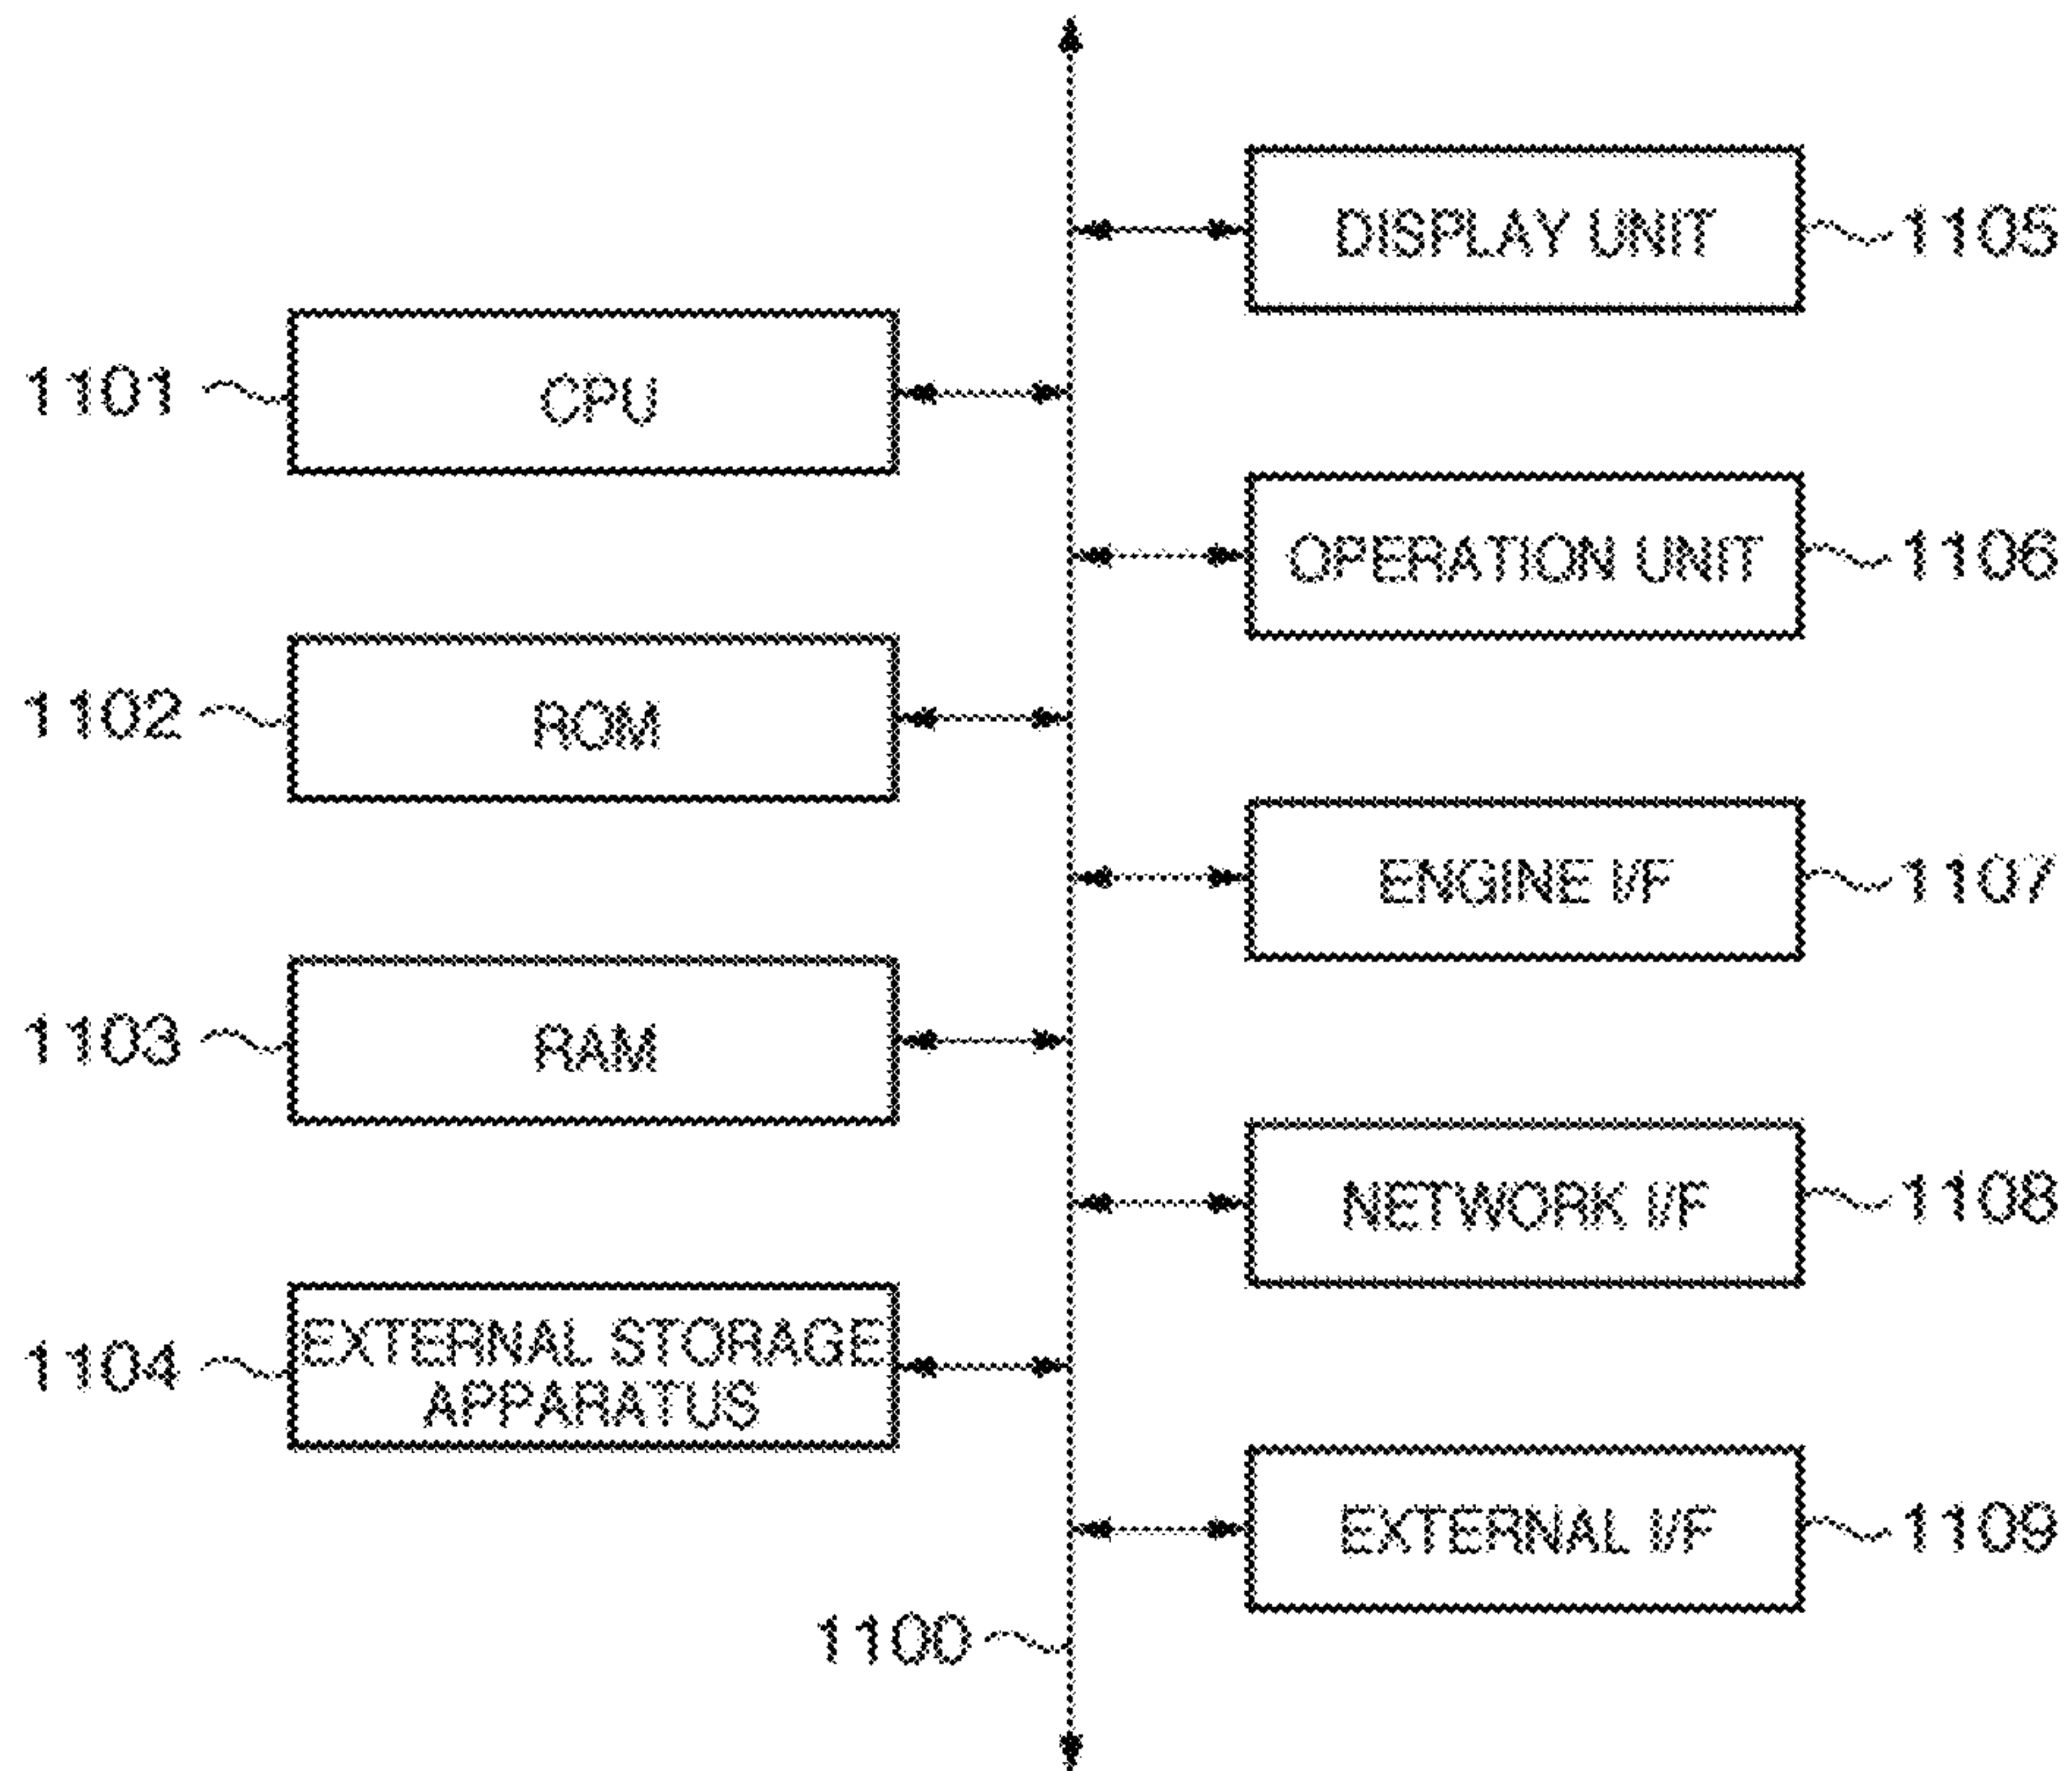 DISPLAY UNIT 1105
1101 CPU
OPERATION UNIT 1106
1102 ROM
ENGINE I/F 1107
1103 RAM
NETWORK I/F 1108
1104 EXTERNAL STORAGE
APPARATUS
EXTERNAL I/F 1109
1100